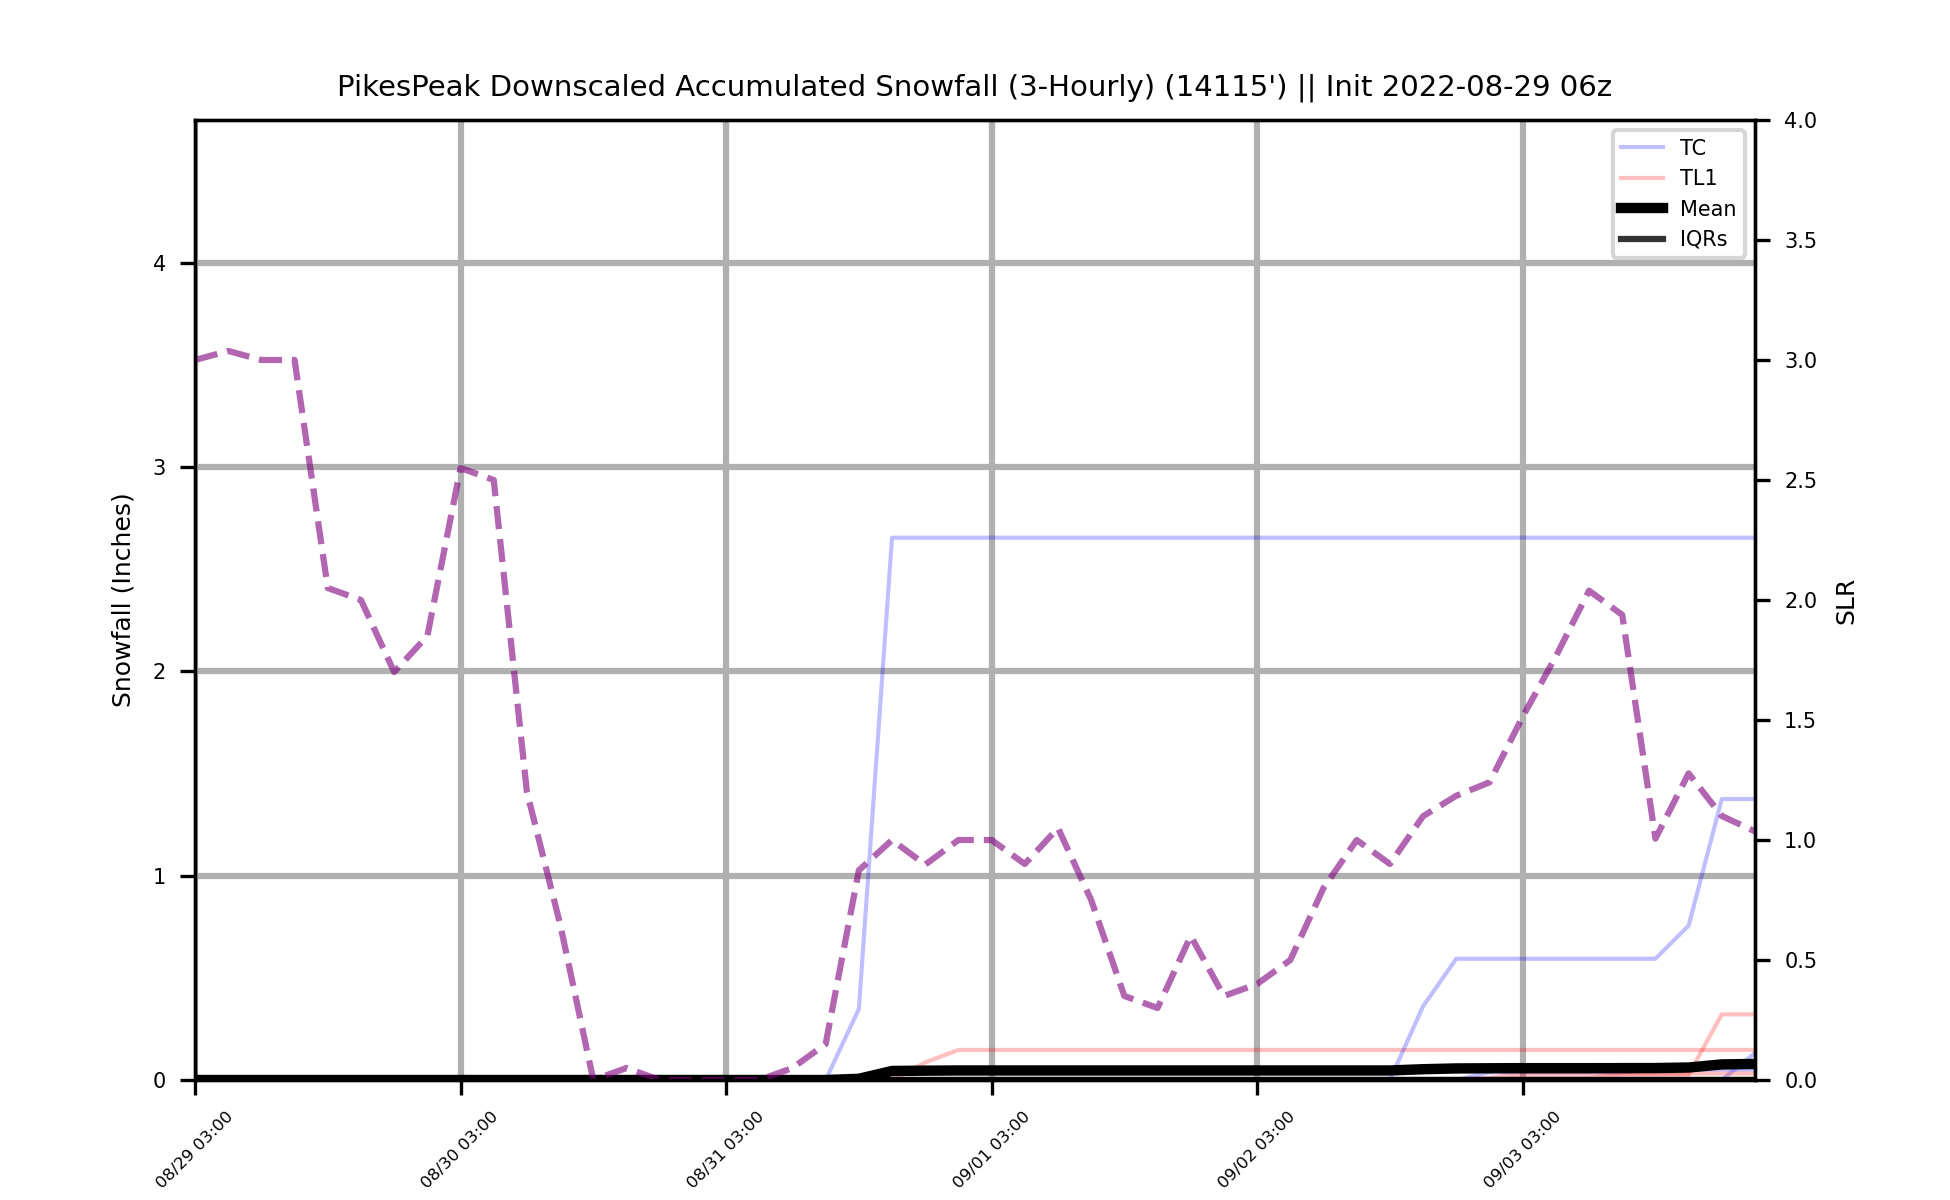 PikesPeak Downscaled Accumulated Snowfall (3-Hourly) (14115') || Init 2022-08-29 06z
TC
TL1
Mean
IQRs
Snowfall (Inches)
4
3
2
1
0
SLR
4.0
3.5
3.0
2.5
2.0
1.5
1.0
0.5
0.0
08/29 03:00
08/30 03:00
08/31 03:00
09/01 03:00
09/02 03:00
09/03 03:00